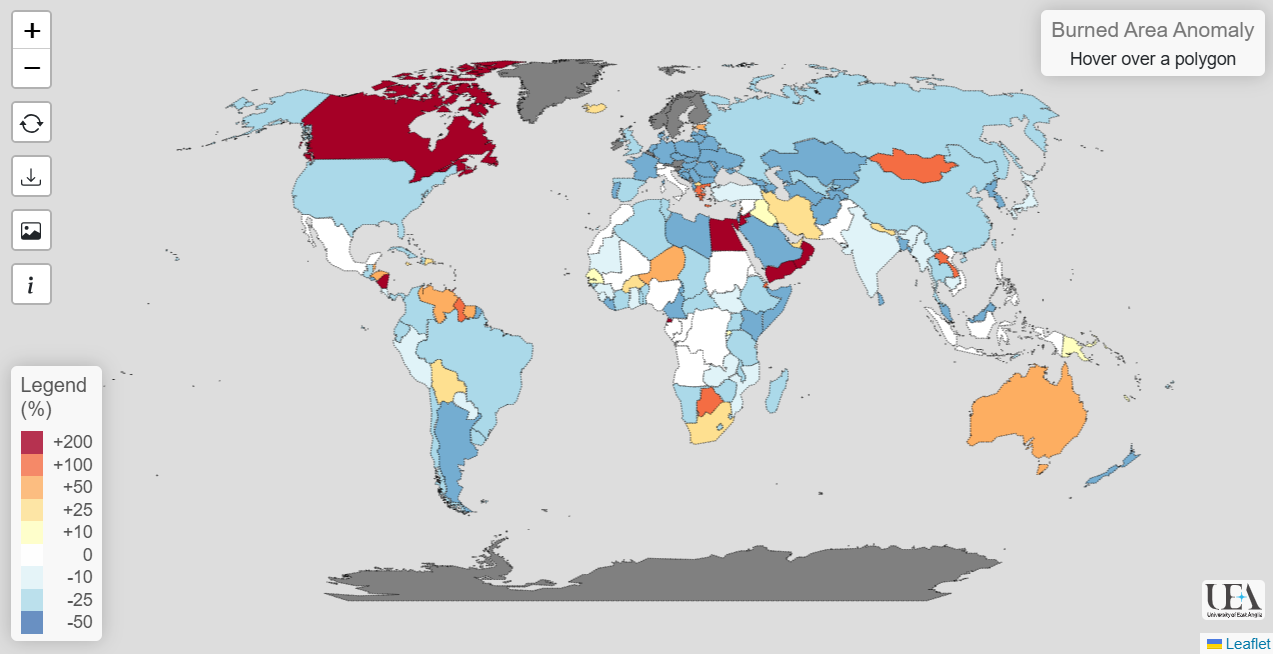 +
−
i
Burned Area Anomaly
Hover over a polygon
Legend
(%)
+200
+100
+50
+25
+10
0
-10
-25
-50
UEA
University of East Anglia
Leaflet